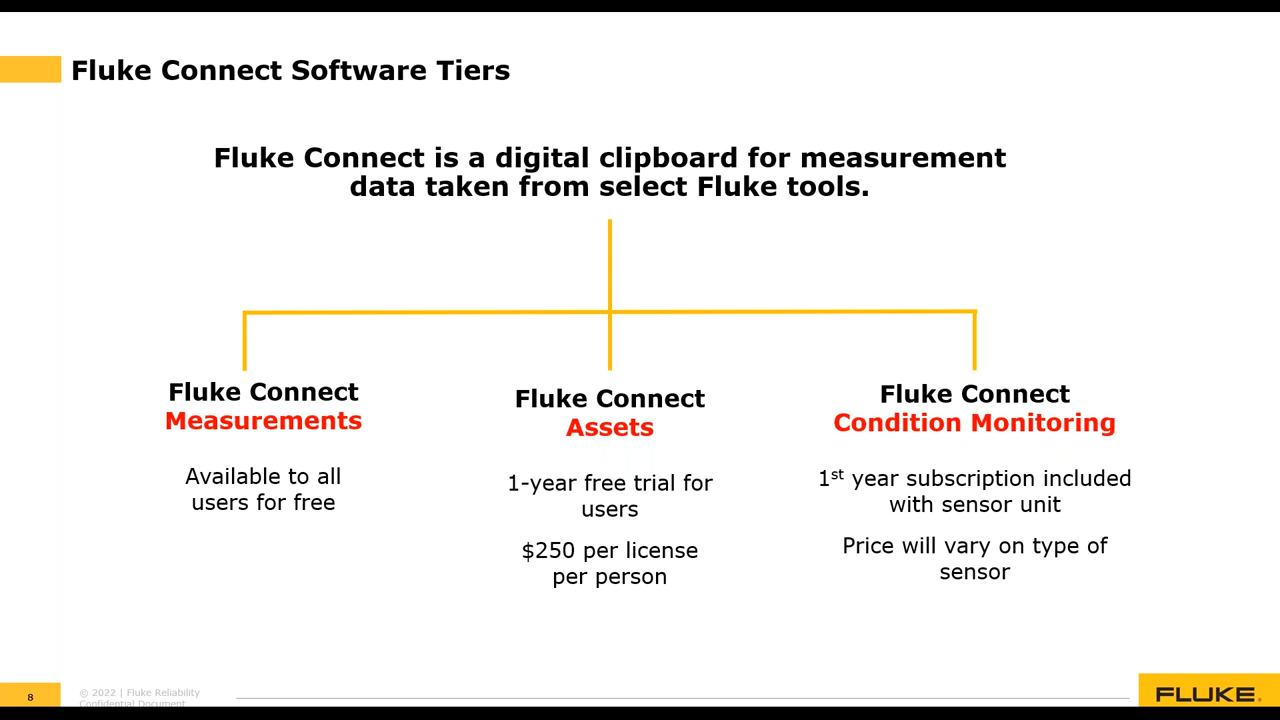 Fluke Connect Software Tiers
Fluke Connect is a digital clipboard for measurement
data taken from select Fluke tools.
Fluke Connect
Measurements
Available to all
users for free
Fluke Connect
Assets
1-year free trial for
users
$250 per license
per person
Fluke Connect
Condition Monitoring
1st year subscription included
with sensor unit
Price will vary on type of
sensor
8
© 2022 | Fluke Reliability
Confidential Document
FLUKE®